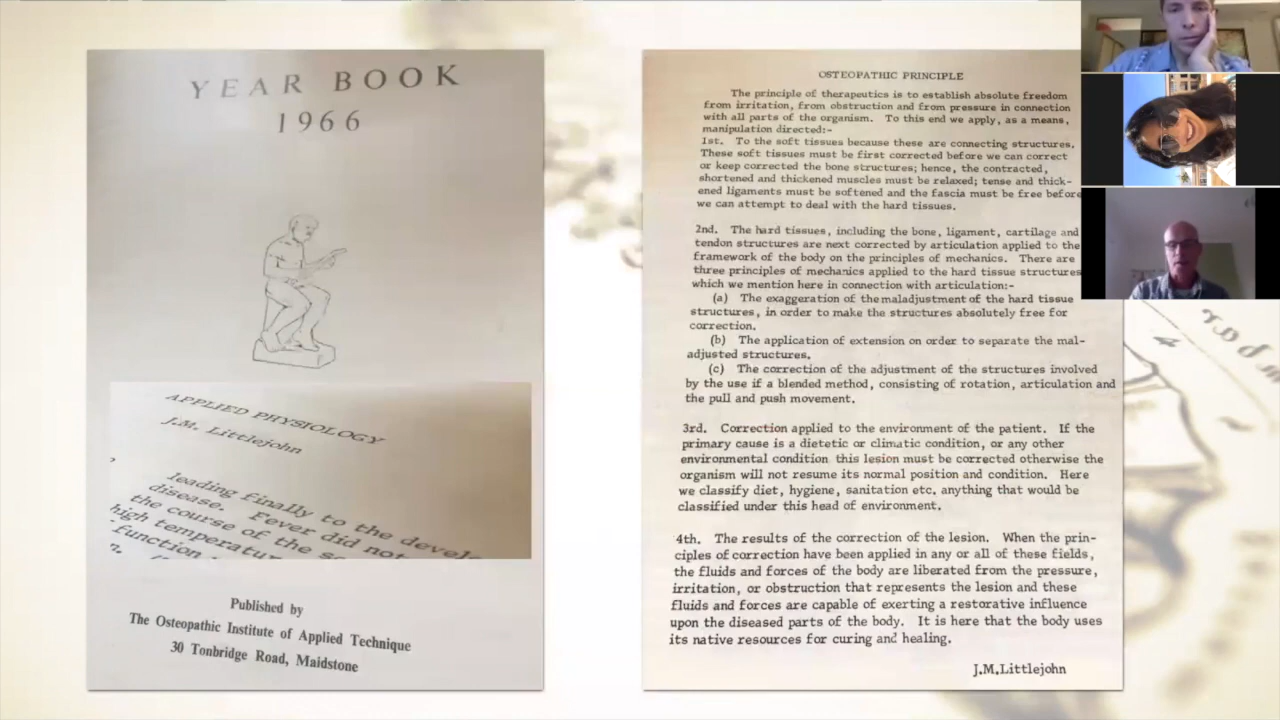 YEAR BOOK
1966
APPLIED PHYSIOLOGY
J.M. Littlejohn
leading finally to the develo
disease. Fever did not
the course of the
high temperatur
function
Published by
The Osteopathic Institute of Applied Technique
30 Tonbridge Road, Maidstone
OSTEOPATHIC PRINCIPLE
The principle of therapeutics is to establish absolute freedom
from irritation, from obstruction and from pressure in connection
with all parts of the organism. To this end we apply, as a means,
manipulation directed:-
1st. To the soft tissues because these are connecting structures.
These soft tissues must be first corrected before we can correct
or keep corrected the bone structures; hence, the contracted,
shortened and thickened muscles must be relaxed; tense and thick-
ened ligaments must be softened and the fascia must be free before
we can attempt to deal with the hard tissues.
2nd. The hard tissues, including the bone, ligament, cartilage and
tendon structures are next corrected by articulation applied to the
framework of the body on the principles of mechanics. There are
three principles of mechanics applied to the hard tissue structures
which we mention here in connection with articulation:-
(a) The exaggeration of the maladjustment of the hard tissue
structures, in order to make the structures absolutely free for
correction.
(b) The application of extension on order to separate the mal-
adjusted structures.
(c) The correction of the adjustment of the structures involved
by the use if a blended method, consisting of rotation, articulation and
the pull and push movement.
3rd. Correction applied to the environment of the patient. If the
primary cause is a dietetic or climatic condition, or any other
environmental condition this lesion must be corrected otherwise the
organism will not resume its normal position and condition. Here
we classify diet, hygiene, sanitation etc. anything that would be
classified under this head of environment.
4th. The results of the correction of the lesion. When the prin-
ciples of correction have been applied in any or all of these fields,
the fluids and forces of the body are liberated from the pressure,
irritation, or obstruction that represents the lesion and these
fluids and forces are capable of exerting a restorative influence
upon the diseased parts of the body. It is here that the body uses
its native resources for curing and healing.
J.M.Littlejohn